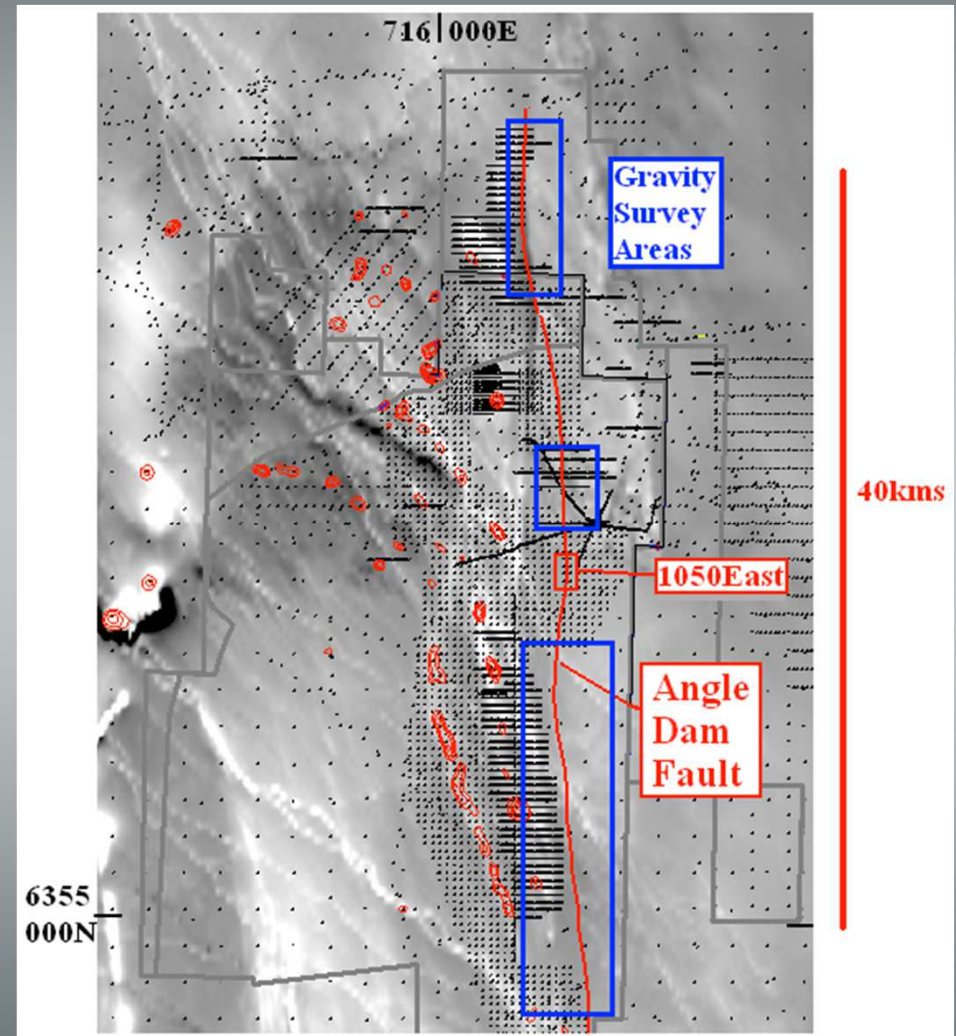 716 000E
Gravity
Survey
Areas
40kms
1050East
Angle
Dam
Fault
6355
000N